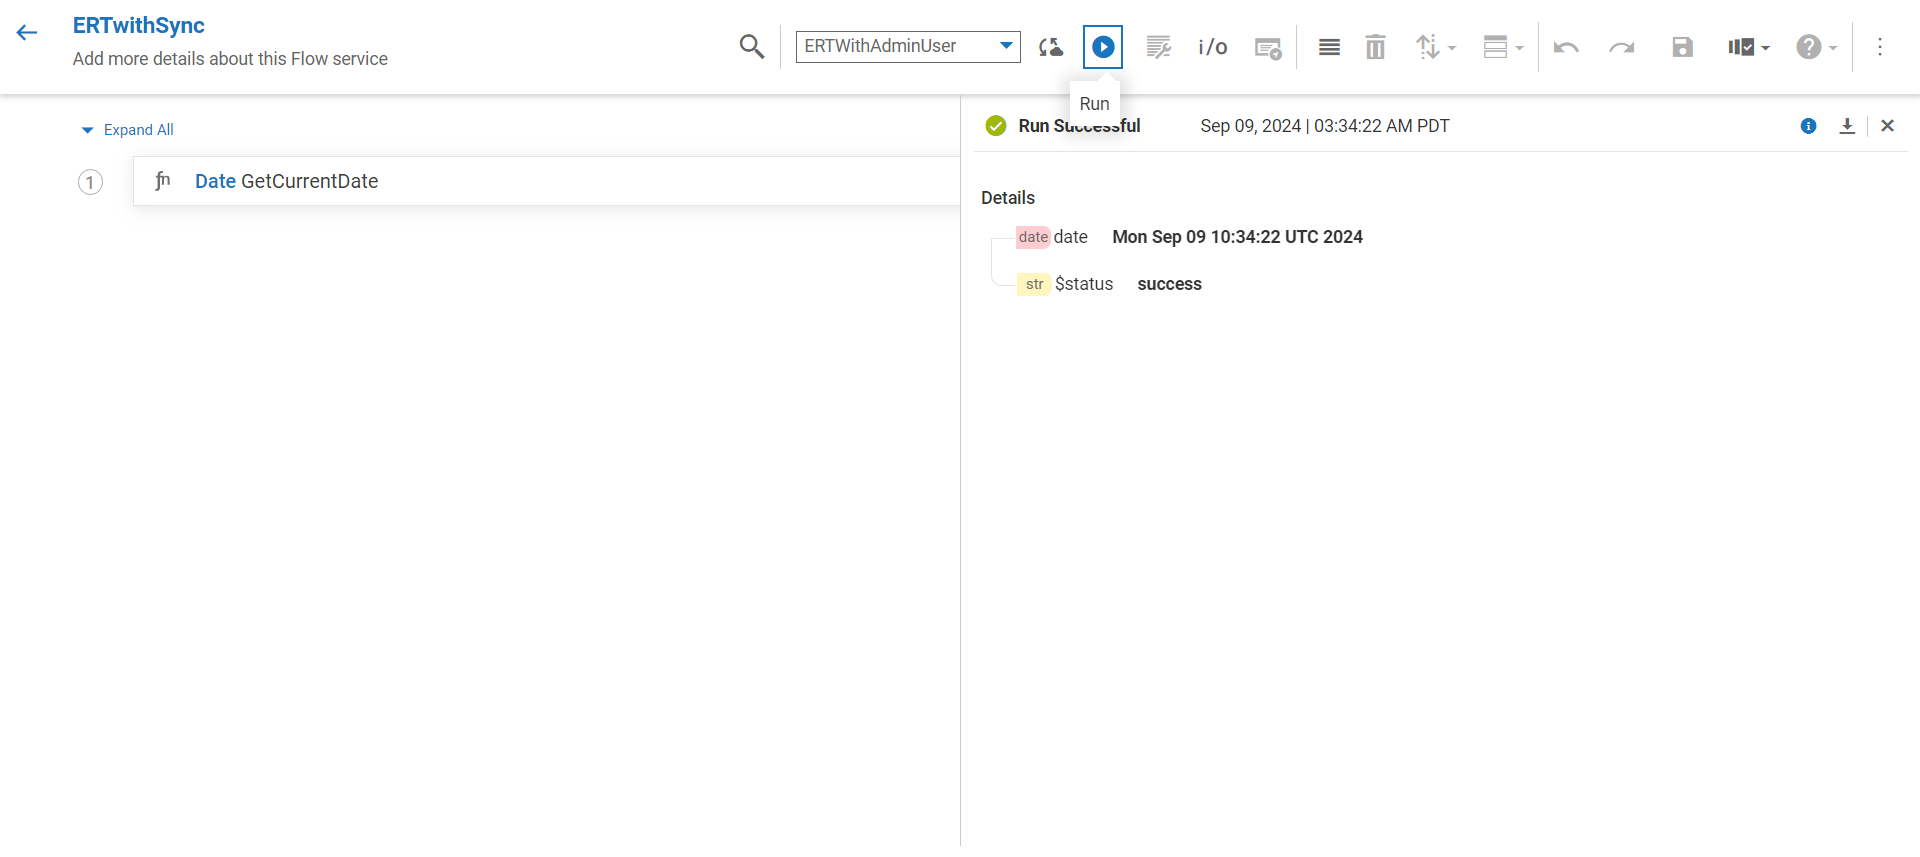 ERTwithSync
Add more details about this Flow service
ERTWithAdminUser
i/o
Run
Expand All
1
fn Date GetCurrentDate
Run Successful Sep 09, 2024 | 03:34:22 AM PDT
Details
date date Mon Sep 09 10:34:22 UTC 2024
str $status success